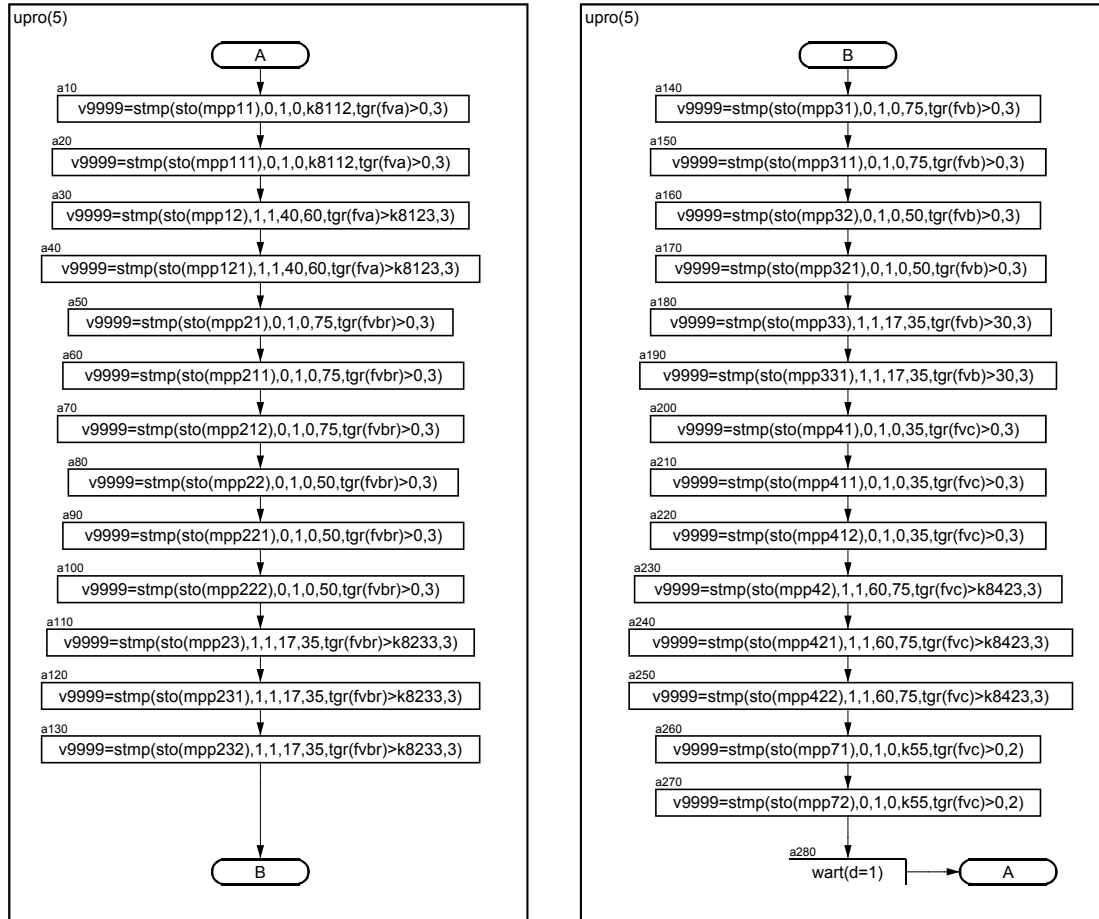 upro(5)
A
a10
v9999=stmp(sto(mpp11),0,1,0,k8112,tgr(fva)>0,3)
a20
v9999=stmp(sto(mpp111),0,1,0,k8112,tgr(fva)>0,3)
a30
v9999=stmp(sto(mpp12),1,1,40,60,tgr(fva)>k8123,3)
a40
v9999=stmp(sto(mpp121),1,1,40,60,tgr(fva)>k8123,3)
a50
v9999=stmp(sto(mpp21),0,1,0,75,tgr(fvbr)>0,3)
a60
v9999=stmp(sto(mpp211),0,1,0,75,tgr(fvbr)>0,3)
a70
v9999=stmp(sto(mpp212),0,1,0,75,tgr(fvbr)>0,3)
a80
v9999=stmp(sto(mpp22),0,1,0,50,tgr(fvbr)>0,3)
a90
v9999=stmp(sto(mpp221),0,1,0,50,tgr(fvbr)>0,3)
a100
v9999=stmp(sto(mpp222),0,1,0,50,tgr(fvbr)>0,3)
a110
v9999=stmp(sto(mpp23),1,1,17,35,tgr(fvbr)>k8233,3)
a120
v9999=stmp(sto(mpp231),1,1,17,35,tgr(fvbr)>k8233,3)
a130
v9999=stmp(sto(mpp232),1,1,17,35,tgr(fvbr)>k8233,3)
B
upro(5)
B
a140
v9999=stmp(sto(mpp31),0,1,0,75,tgr(fvb)>0,3)
a150
v9999=stmp(sto(mpp311),0,1,0,75,tgr(fvb)>0,3)
a160
v9999=stmp(sto(mpp32),0,1,0,50,tgr(fvb)>0,3)
a170
v9999=stmp(sto(mpp321),0,1,0,50,tgr(fvb)>0,3)
a180
v9999=stmp(sto(mpp33),1,1,17,35,tgr(fvb)>30,3)
a190
v9999=stmp(sto(mpp331),1,1,17,35,tgr(fvb)>30,3)
a200
v9999=stmp(sto(mpp41),0,1,0,35,tgr(fvc)>0,3)
a210
v9999=stmp(sto(mpp411),0,1,0,35,tgr(fvc)>0,3)
a220
v9999=stmp(sto(mpp412),0,1,0,35,tgr(fvc)>0,3)
a230
v9999=stmp(sto(mpp42),1,1,60,75,tgr(fvc)>k8423,3)
a240
v9999=stmp(sto(mpp421),1,1,60,75,tgr(fvc)>k8423,3)
a250
v9999=stmp(sto(mpp422),1,1,60,75,tgr(fvc)>k8423,3)
a260
v9999=stmp(sto(mpp71),0,1,0,k55,tgr(fvc)>0,2)
a270
v9999=stmp(sto(mpp72),0,1,0,k55,tgr(fvc)>0,2)
a280
wart(d=1)
A